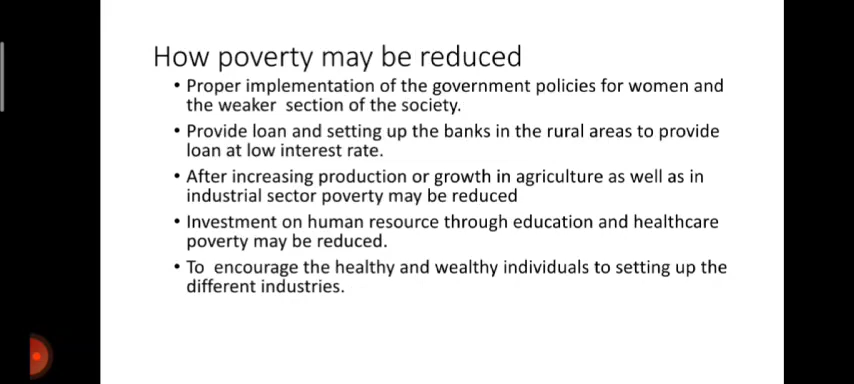 How poverty may be reduced
• Proper implementation of the government policies for women and
the weaker section of the society.
• Provide loan and setting up the banks in the rural areas to provide
loan at low interest rate.
• After increasing production or growth in agriculture as well as in
industrial sector poverty may be reduced
• Investment on human resource through education and healthcare
poverty may be reduced.
• To encourage the healthy and wealthy individuals to setting up the
different industries.